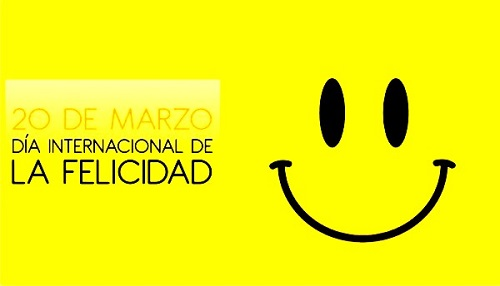 20 DE MARZO
DÍA INTERNACIONAL DE
LA FELICIDAD